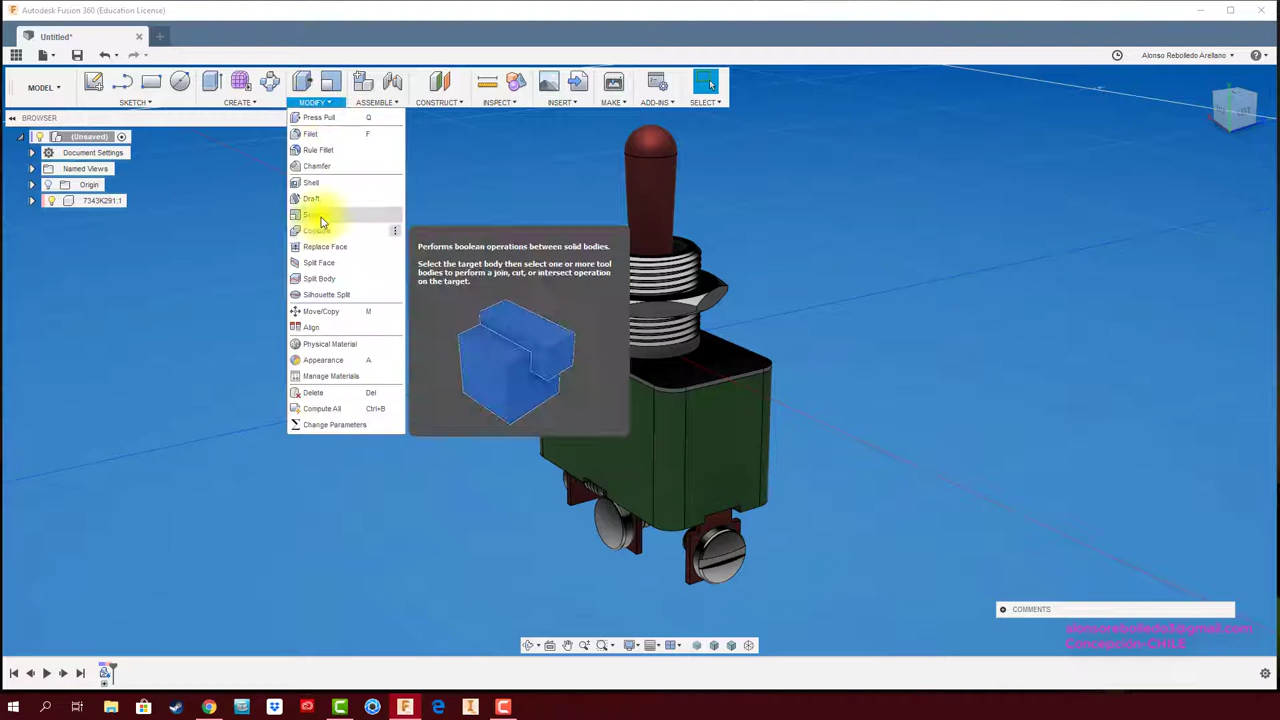 Autodesk Fusion 360 (Education License)
Untitled*
Alonso Rebolledo Arellano
MODEL
SKETCH
CREATE
MODIFY
ASSEMBLE
CONSTRUCT
INSPECT
INSERT
MAKE
ADD-INS
SELECT
BROWSER
(Unsaved)
Document Settings
Named Views
Origin
7343K291:1
Press Pull Q
Fillet F
Rule Fillet
Chamfer
Shell
Draft
Replace Face
Split Face
Split Body
Silhouette Split
Move/Copy M
Align
Physical Material
Appearance A
Manage Materials
Delete Del
Compute All Ctrl+B
Change Parameters
Performs boolean operations between solid bodies.
Select the target body then select one or more tool
bodies to perform a join, cut, or intersect operation
on the target.
COMMENTS
Concepción-CHILE